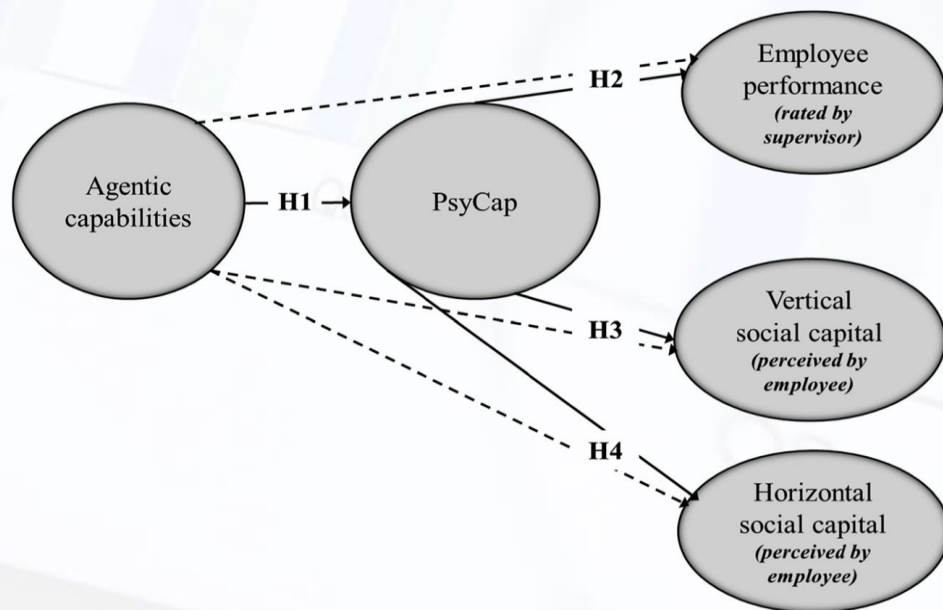 Employee
performance
(rated by
supervisor)
H2
Agentic
capabilities
H1
PsyCap
Vertical
social capital
(perceived by
employee)
H3
H4
Horizontal
social capital
(perceived by
employee)